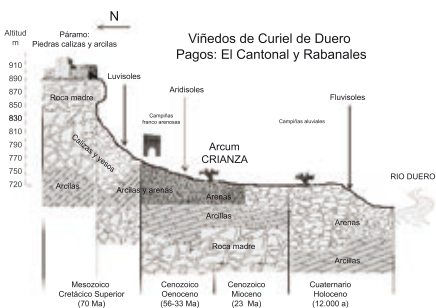 N
Altitud
m
Páramo:
Piedras calizas y arcilas
Viñedos de Curiel de Duero
Pagos: El Cantonal y Rabanales
910
890
870
850
830
810
790
770
750
720
Luvisoles
Aridisoles
Fluvisoles
Roca madre
Campiñas
franco arenosas
Campiñas aluviales
Arcum
CRIANZA
Calizas y yesos
RIO DUERO
Arcillas
Arcillas y arenas
Arenas
Arcillas
Arenas
Roca madre
Arcillas
Mesozoico
Cretácico Superior
(70 Ma)
Cenozoico
Oenoceno
(56-33 Ma)
Cenozoico
Mioceno
(23 Ma)
Cuaternario
Holoceno
(12.000 a)